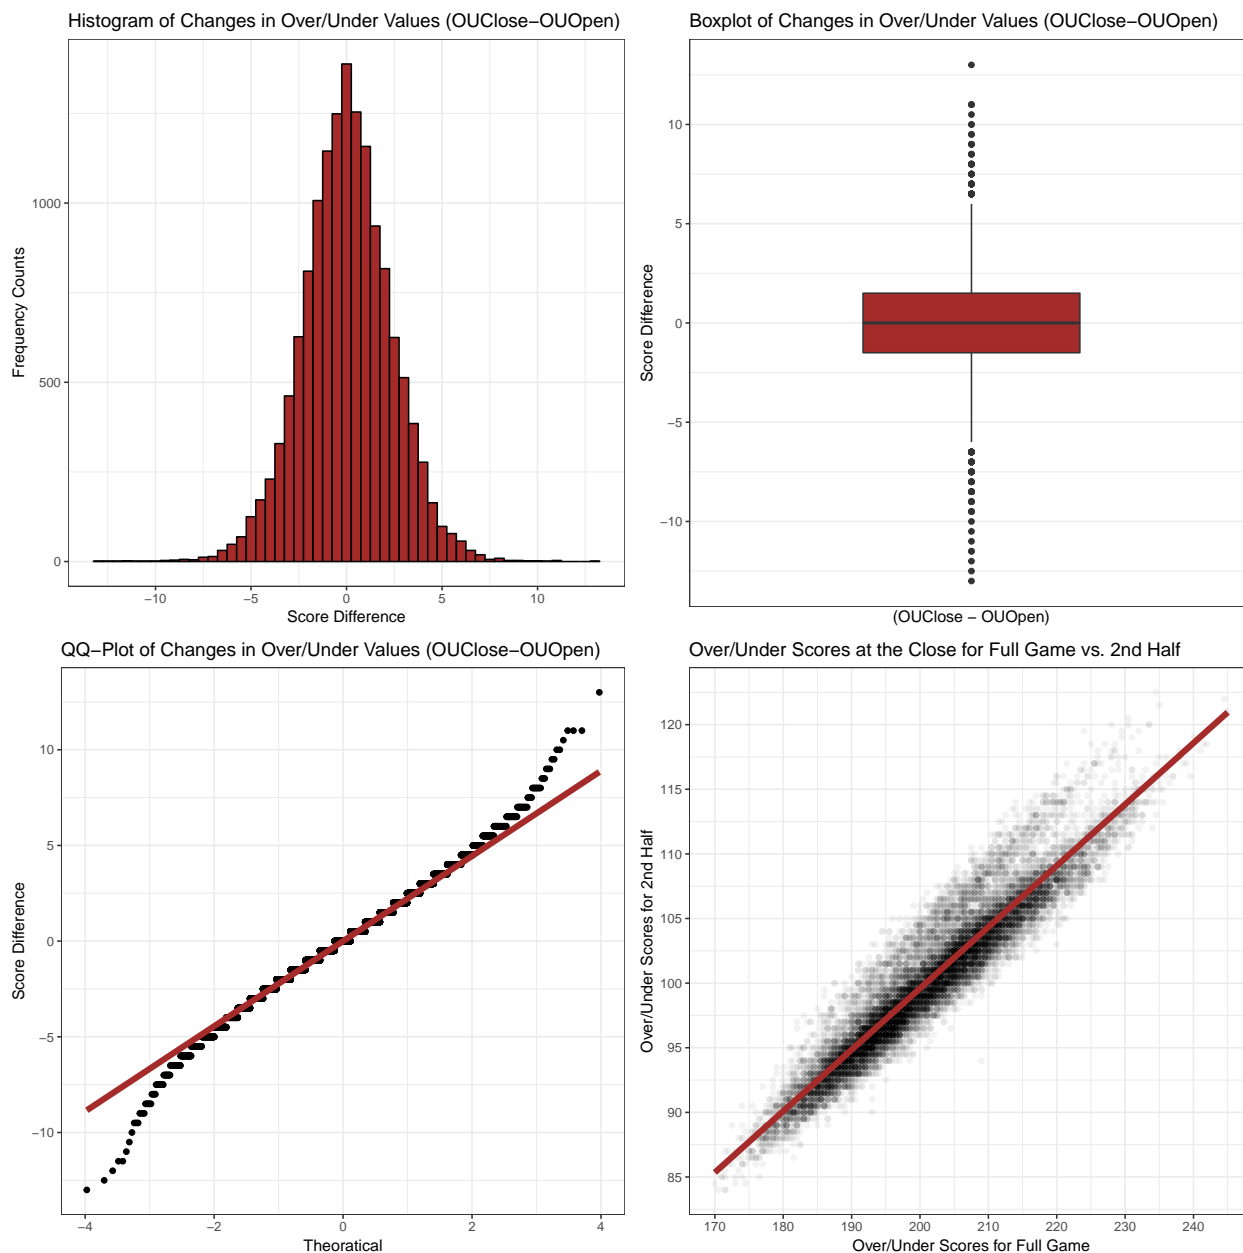 Histogram of Changes in Over/Under Values (OUClose−OUOpen)
1000
500
0
Frequency Counts
−10 −5 0 5 10
Score Difference
Boxplot of Changes in Over/Under Values (OUClose−OUOpen)
10
5
0
−5
−10
Score Difference
(OUClose − OUOpen)
QQ−Plot of Changes in Over/Under Values (OUClose−OUOpen)
10
5
0
−5
−10
Score Difference
−4 −2 0 2 4
Theoratical
Over/Under Scores at the Close for Full Game vs. 2nd Half
120
115
110
105
100
95
90
85
Over/Under Scores for 2nd Half
170 180 190 200 210 220 230 240
Over/Under Scores for Full Game